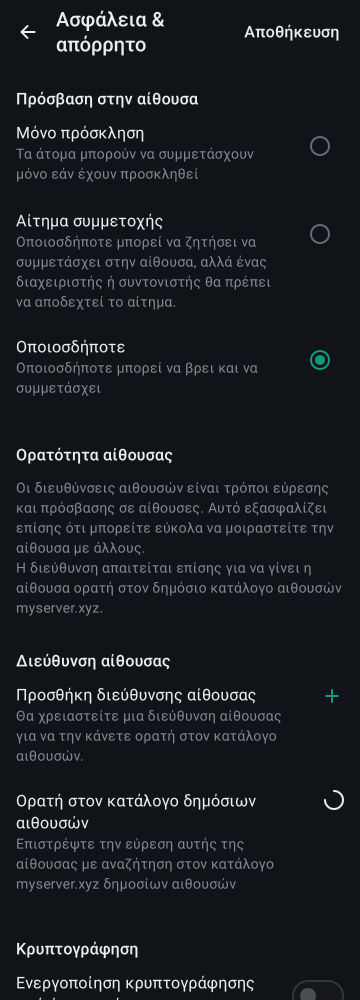 Ασφάλεια &
απόρρητο
Αποθήκευση
Πρόσβαση στην αίθουσα
Μόνο πρόσκληση
Τα άτομα μπορούν να συμμετάσχουν
μόνο εάν έχουν προσκληθεί
Αίτημα συμμετοχής
Οποιοσδήποτε μπορεί να ζητήσει να
συμμετάσχει στην αίθουσα, αλλά ένας
διαχειριστής ή συντονιστής θα πρέπει
να αποδεχτεί το αίτημα.
Οποιοσδήποτε
Οποιοσδήποτε μπορεί να βρει και να
συμμετάσχει
Ορατότητα αίθουσας
Οι διευθύνσεις αιθουσών είναι τρόποι εύρεσης
και πρόσβασης σε αίθουσες. Αυτό εξασφαλίζει
επίσης ότι μπορείτε εύκολα να μοιραστείτε την
αίθουσα με άλλους.
Η διεύθυνση απαιτείται επίσης για να γίνει η
αίθουσα ορατή στον δημόσιο κατάλογο αιθουσών
myserver.xyz.
Διεύθυνση αίθουσας
Προσθήκη διεύθυνσης αίθουσας
Θα χρειαστείτε μια διεύθυνση αίθουσας
για να την κάνετε ορατή στον κατάλογο
αιθουσών.
Ορατή στον κατάλογο δημόσιων
αιθουσών
Επιτρέψτε την εύρεση αυτής της
αίθουσας με αναζήτηση στον κατάλογο
myserver.xyz δημοσίων αιθουσών
Κρυπτογράφηση
Ενεργοποίηση κρυπτογράφησης